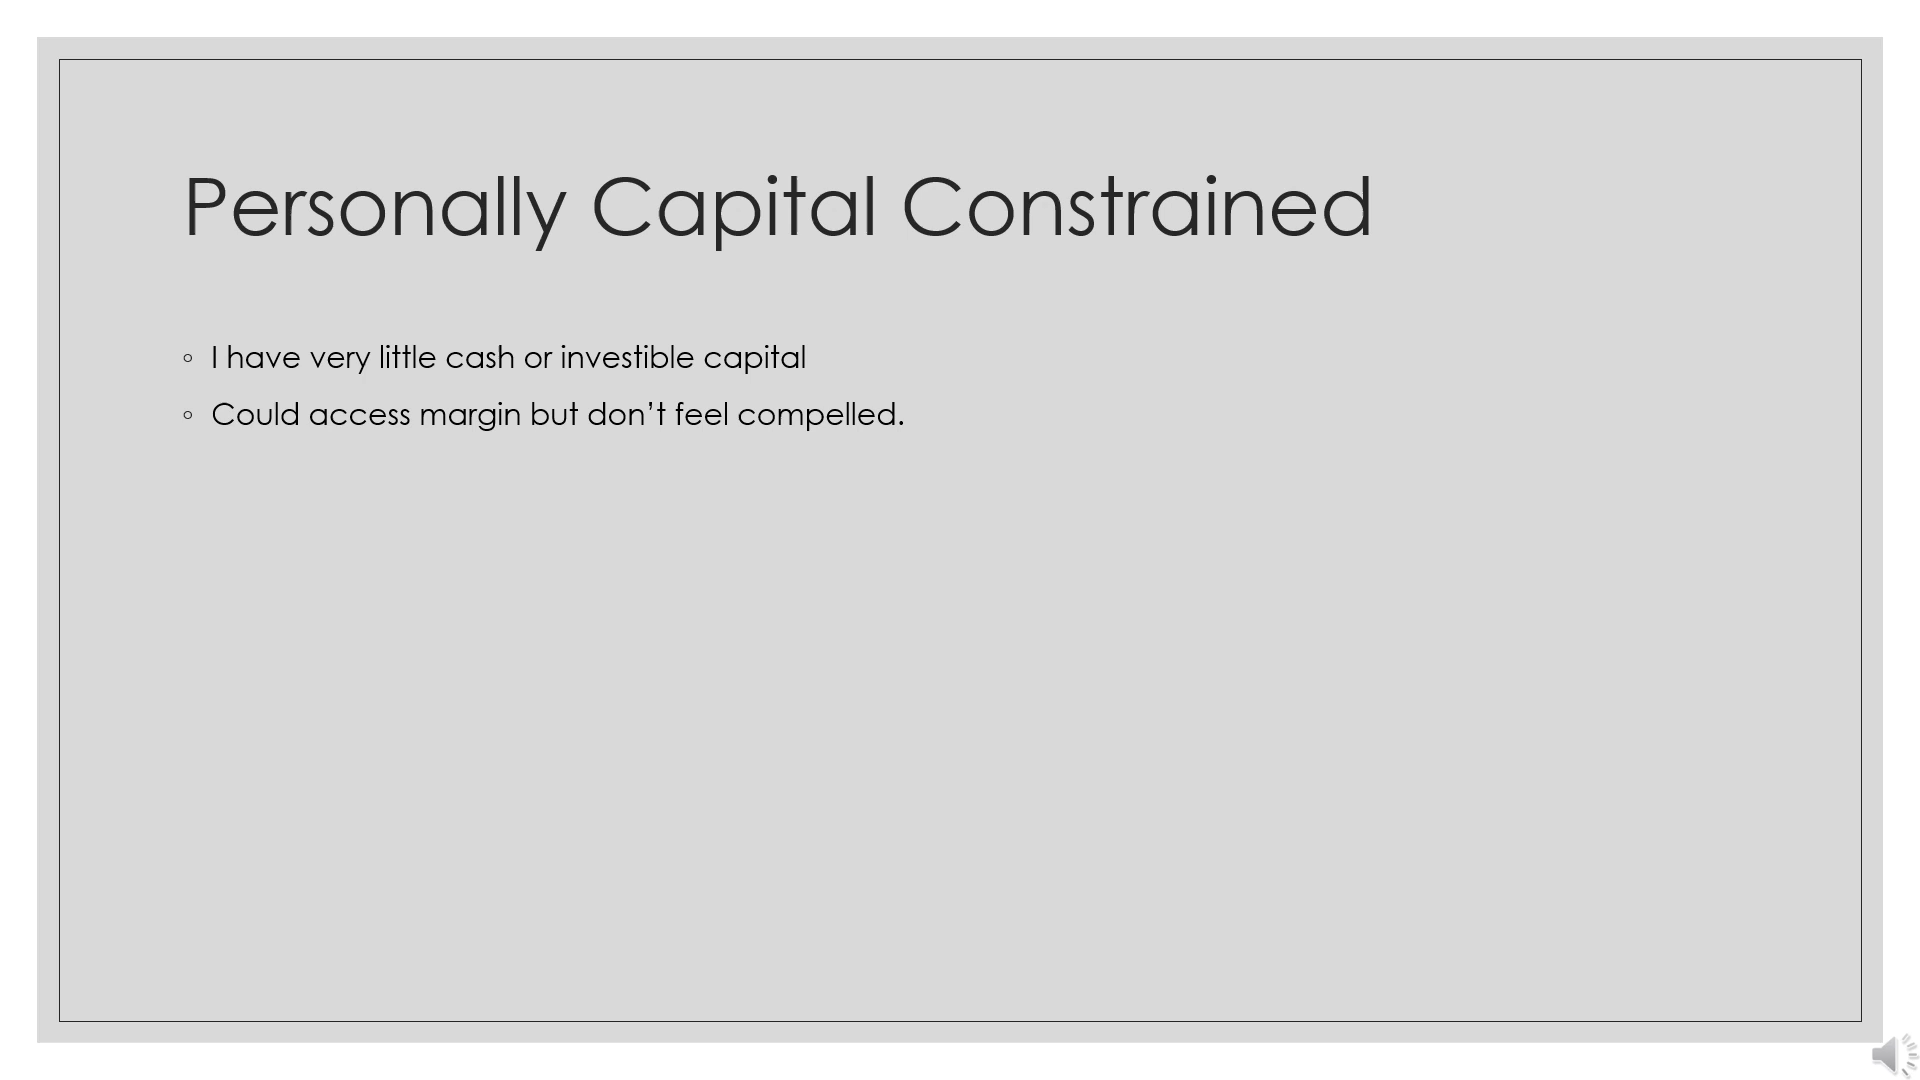 Personally Capital Constrained
◦ I have very little cash or investible capital
◦ Could access margin but don’t feel compelled.